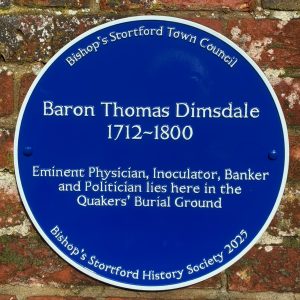 Bishop's Stortford Town Council
Baron Thomas Dimsdale
1712~1800
Eminent Physician, Inoculator, Banker
and Politician lies here in the
Quakers' Burial Ground
Bishop's Stortford History Society 2025